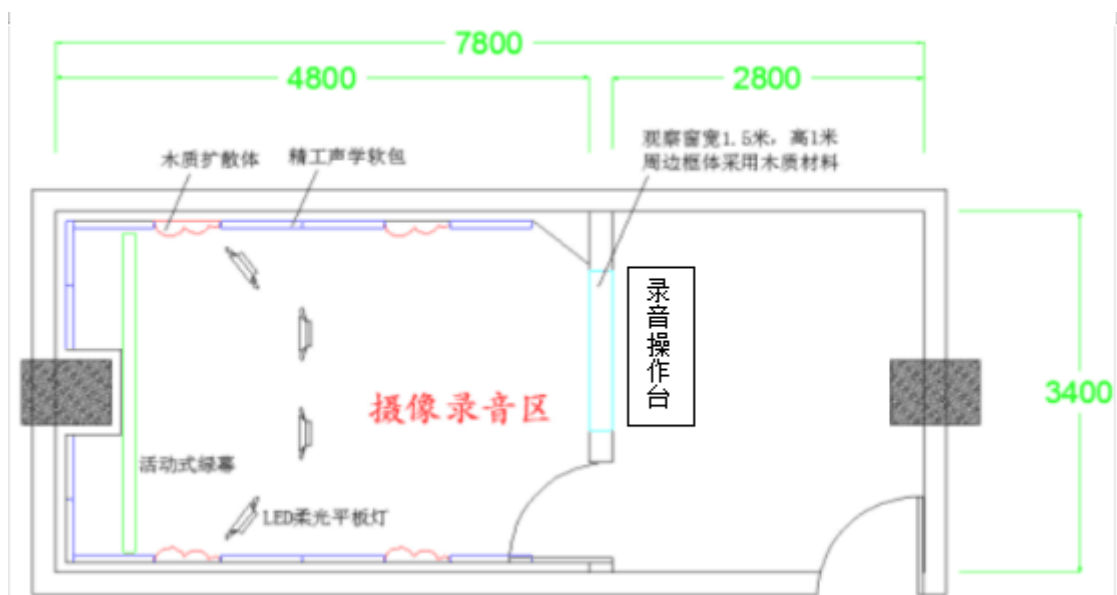 7800
4800
2800
木质扩散体
精工声学软包
观察窗宽1.5米，高1米
周边框体采用木质材料
录音操作台
摄像录音区
3400
活动式绿幕
LED柔光平板灯